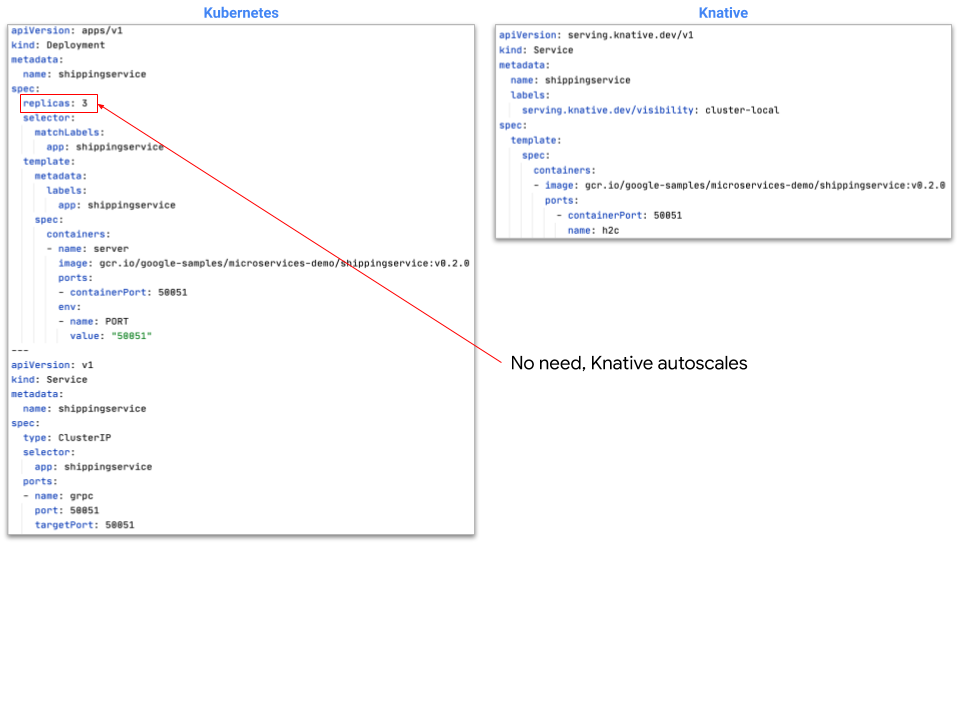 Kubernetes
apiVersion: apps/v1
kind: Deployment
metadata:
  name: shippingservice
spec:
  replicas: 3
  selector:
    matchLabels:
      app: shippingservice
  template:
    metadata:
      labels:
        app: shippingservice
    spec:
      containers:
      - name: server
        image: gcr.io/google-samples/microservices-demo/shippingservice:v0.2.0
        ports:
        - containerPort: 50051
        env:
        - name: PORT
          value: "50051"
---
apiVersion: v1
kind: Service
metadata:
  name: shippingservice
spec:
  type: ClusterIP
  selector:
    app: shippingservice
  ports:
  - name: grpc
    port: 50051
    targetPort: 50051
Knative
apiVersion: serving.knative.dev/v1
kind: Service
metadata:
  name: shippingservice
  labels:
    serving.knative.dev/visibility: cluster-local
spec:
  template:
    spec:
      containers:
      - image: gcr.io/google-samples/microservices-demo/shippingservice:v0.2.0
        ports:
          - containerPort: 50051
            name: h2c
No need, Knative autoscales